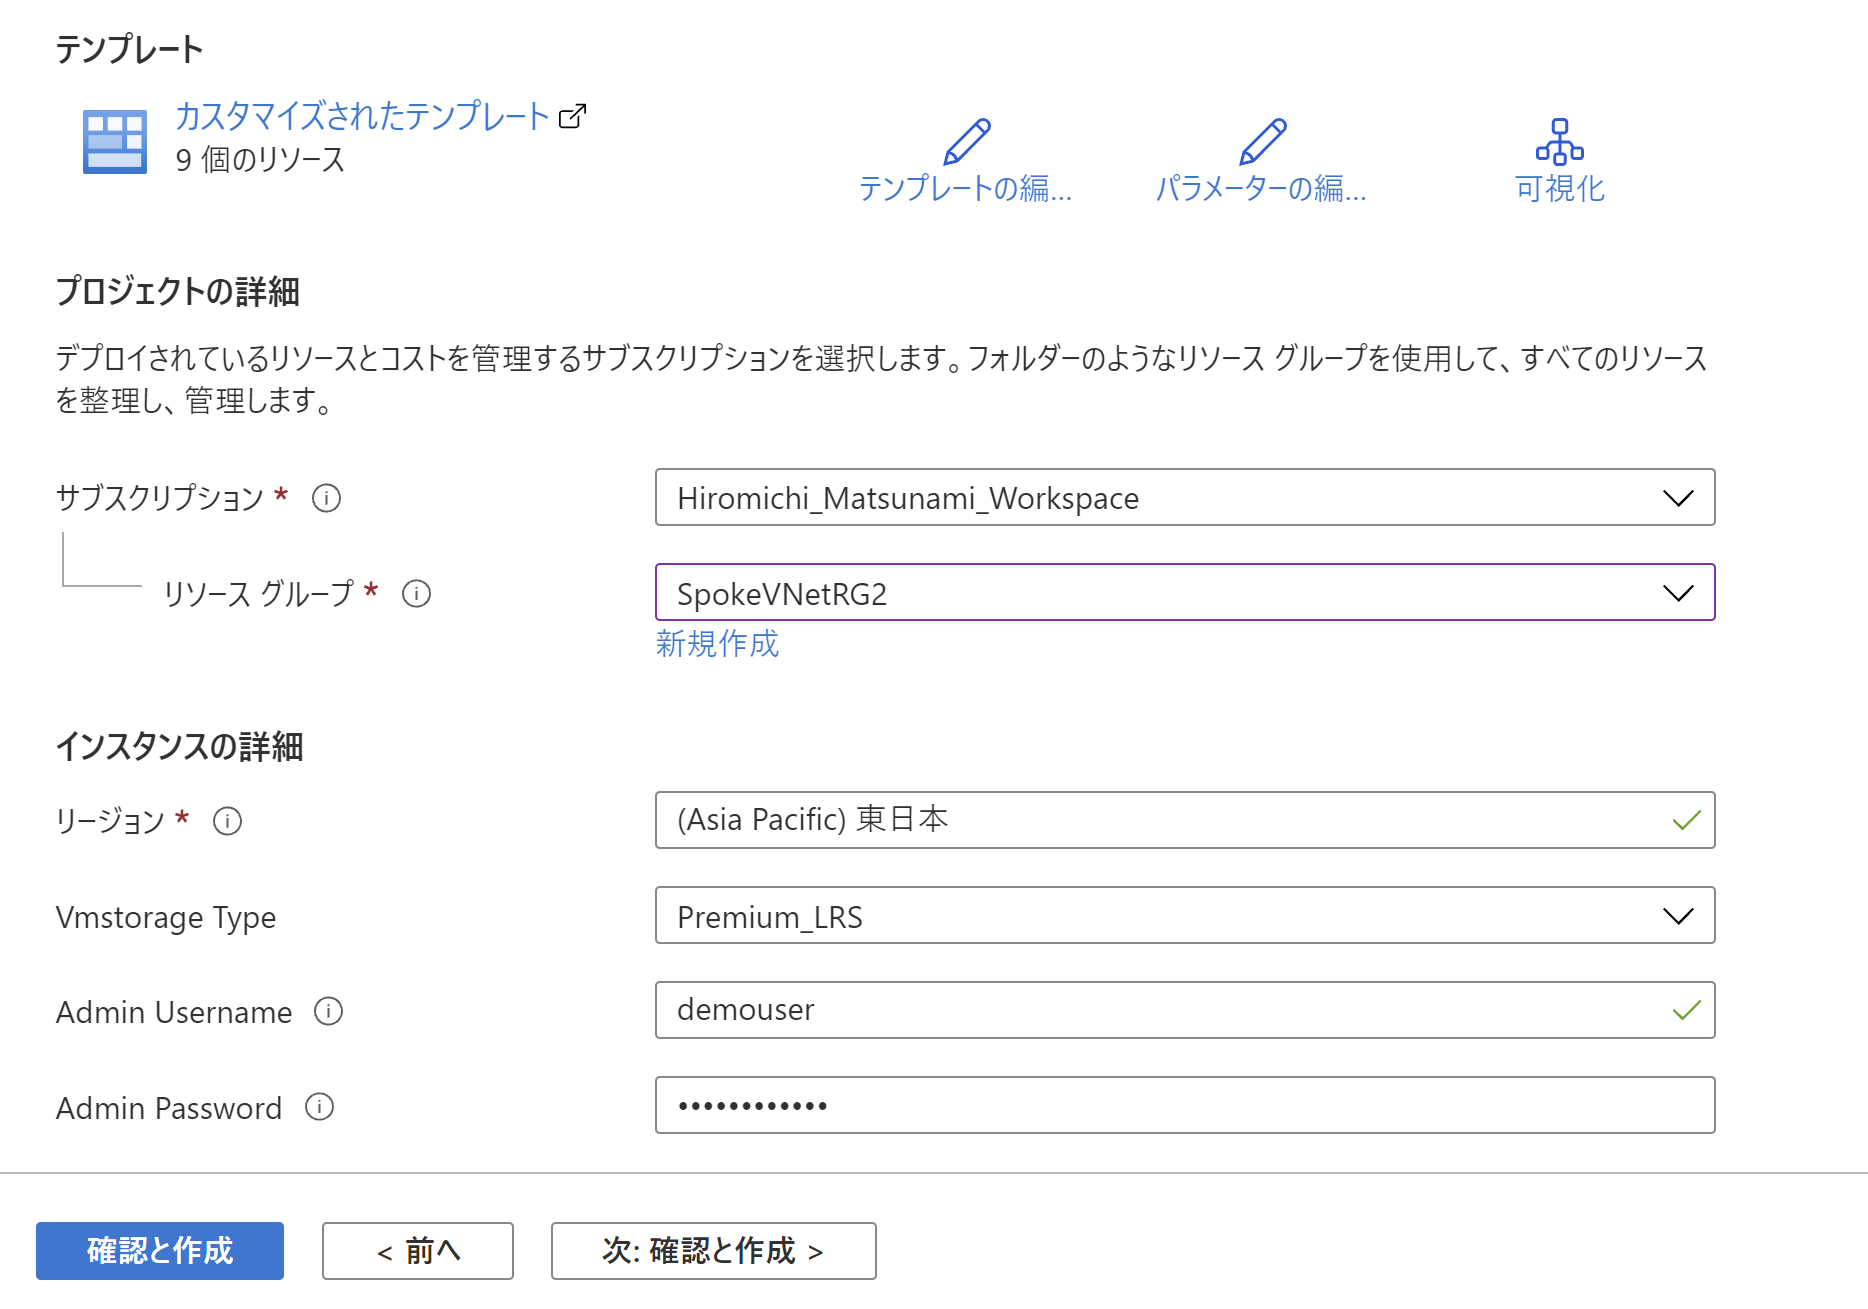 テンプレート
カスタマイズされたテンプレート
9 個のリソース
テンプレートの編...
パラメーターの編...
可視化
プロジェクトの詳細
デプロイされているリソースとコストを管理するサブスクリプションを選択します。フォルダーのようなリソース グループを使用して、すべてのリソース
を整理し、管理します。
サブスクリプション *
Hiromichi_Matsunami_Workspace
リソース グループ *
SpokeVNetRG2
新規作成
インスタンスの詳細
リージョン *
(Asia Pacific) 東日本
Vmstorage Type
Premium_LRS
Admin Username
demouser
Admin Password
••••••••••••
確認と作成
< 前へ
次: 確認と作成 >